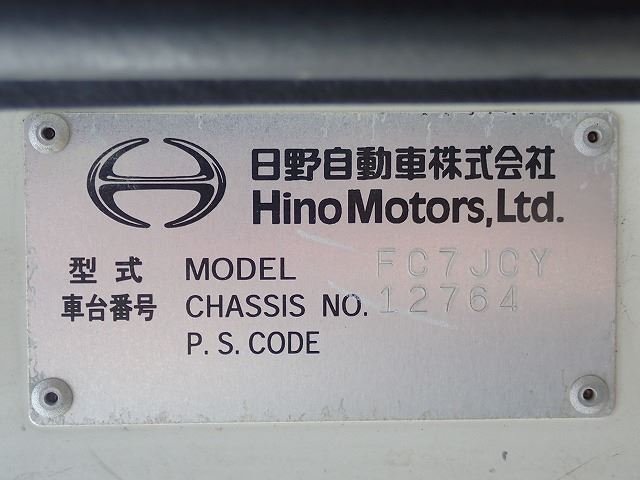 日野自動車株式会社
Hino Motors, Ltd.
型式 MODEL FC7JCY
車台番号 CHASSIS NO. 12764
P. S. CODE